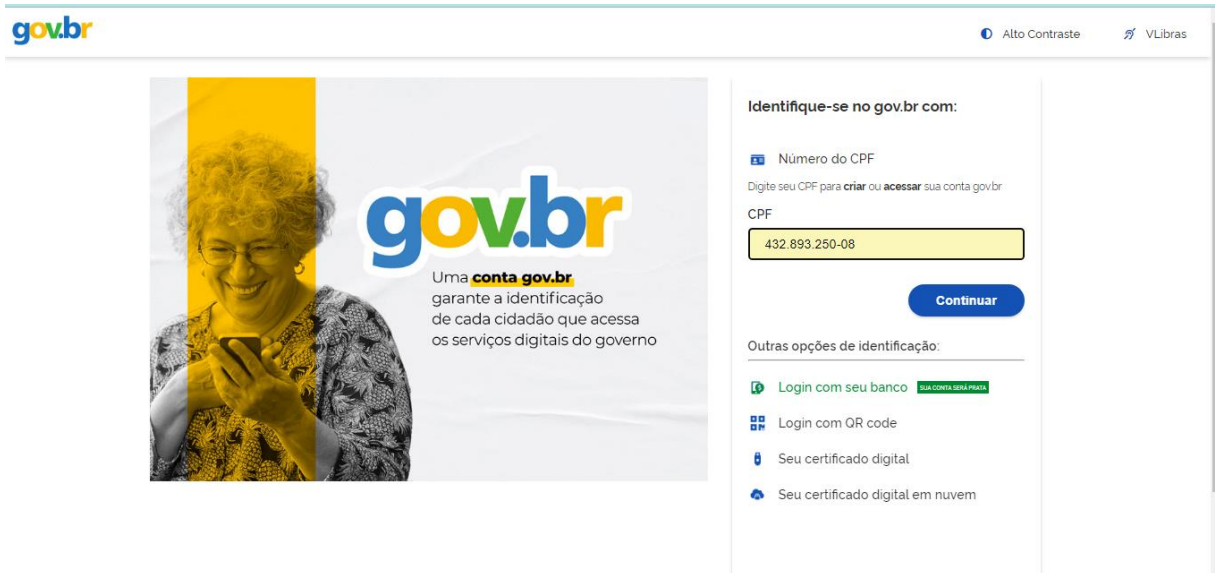 gov.br
Alto Contraste
VLibras
gov.br
Uma conta gov.br
garante a identificação
de cada cidadão que acessa
os serviços digitais do governo
Identifique-se no gov.br com:
Número do CPF
Digite seu CPF para criar ou acessar sua conta gov.br
CPF
432.893.250-08
Continuar
Outras opções de identificação:
Login com seu banco SUA CONTA SERÁ PRATA
Login com QR code
Seu certificado digital
Seu certificado digital em nuvem